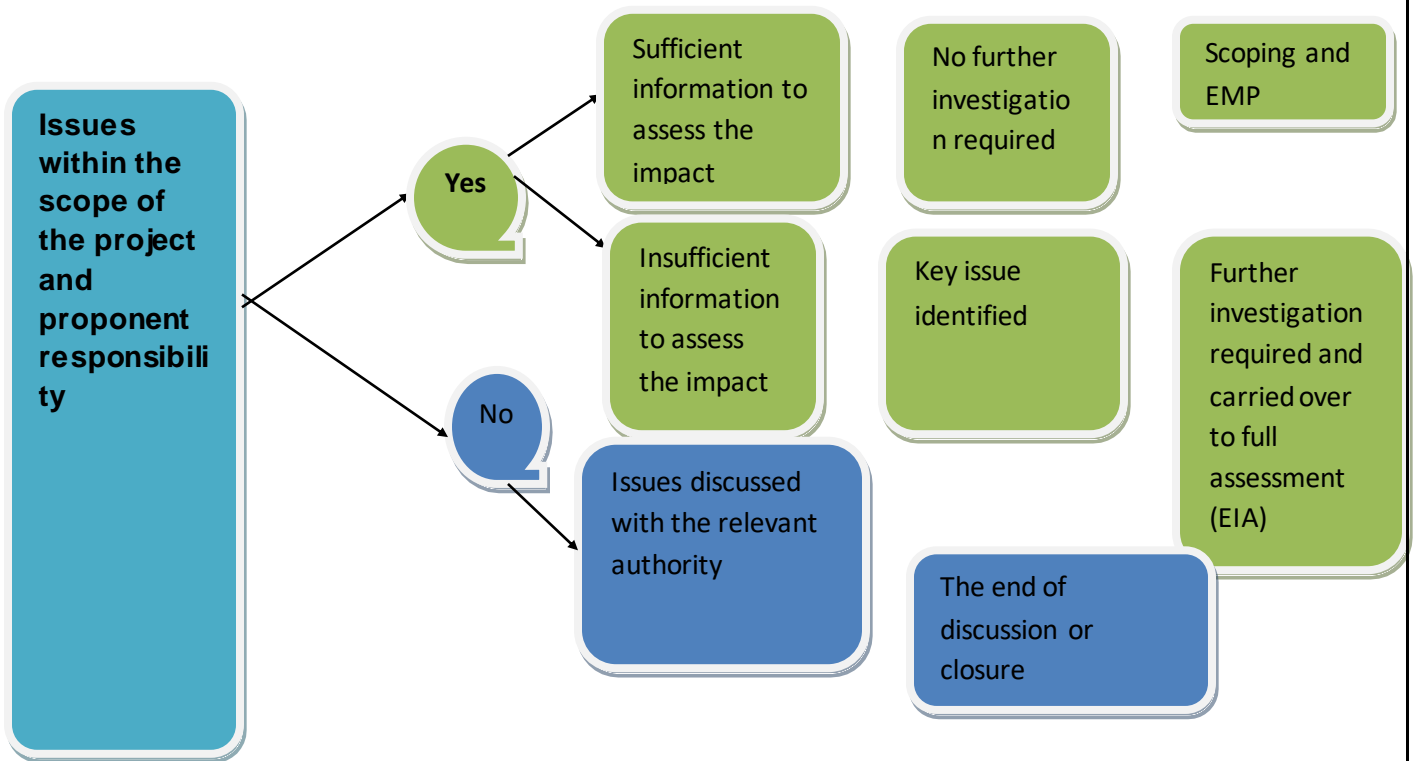 Issues
within the
scope of
the project
and
proponent
responsibili
ty
Yes
Sufficient
information to
assess the
impact
No further
investigatio
n required
Scoping and
EMP
Insufficient
information
to assess
the impact
Key issue
identified
Further
investigation
required and
carried over
to full
assessment
(EIA)
No
Issues discussed
with the relevant
authority
The end of
discussion or
closure